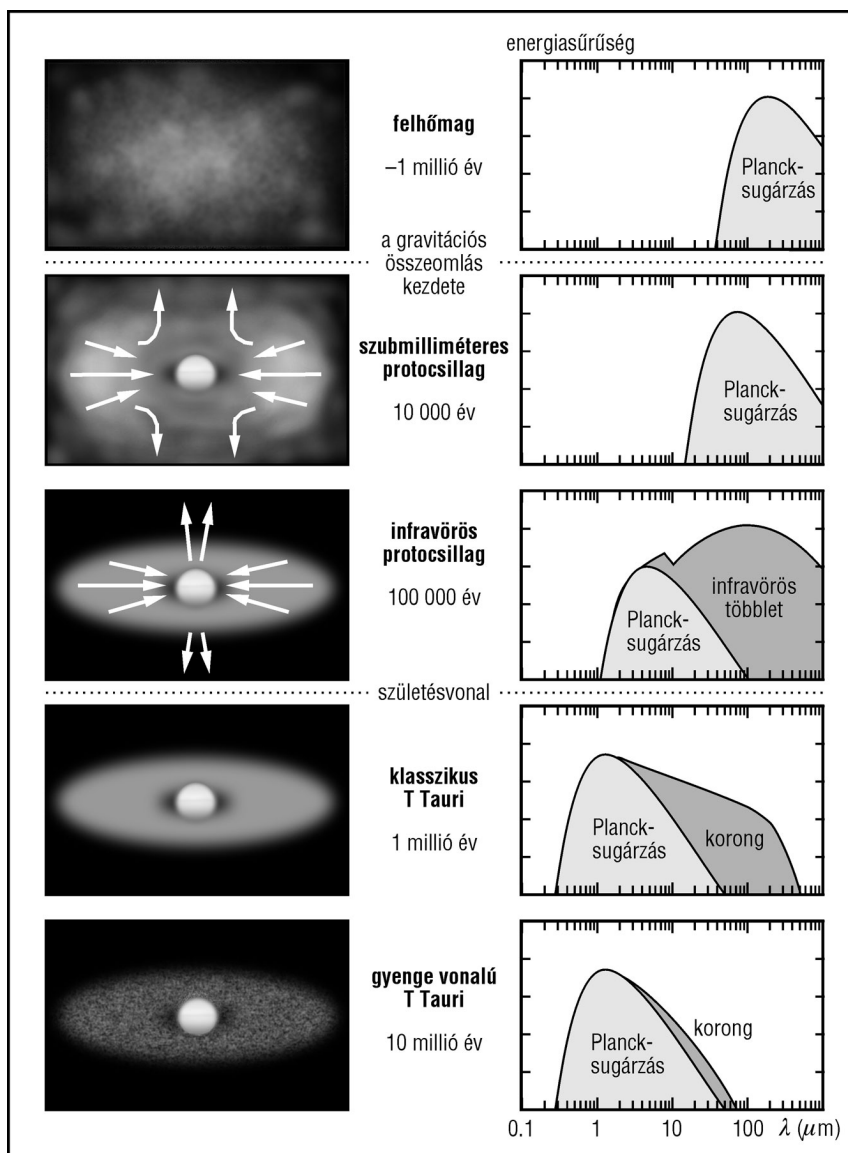 energiasűrűség
felhőmag
–1 millió év
Planck-
sugárzás
a gravitációs
összeomlás
kezdete
szubmilliméteres
protocsillag
10 000 év
Planck-
sugárzás
infravörös
protocsillag
100 000 év
infravörös
többlet
Planck-
sugárzás
születésvonal
klasszikus
T Tauri
1 millió év
Planck-
sugárzás
korong
gyenge vonalú
T Tauri
10 millió év
korong
Planck-
sugárzás
0.1 1 10 100 λ (μm)